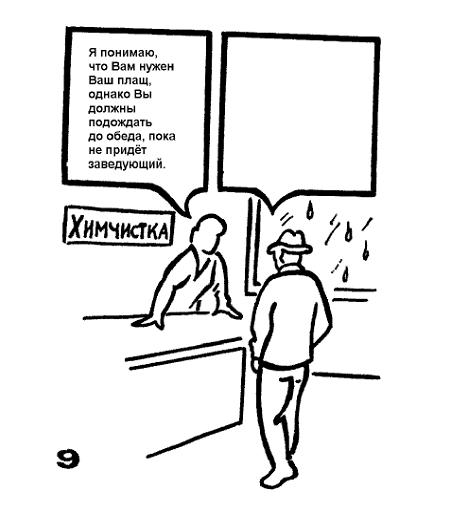 Я понимаю,
что Вам нужен
Ваш плащ,
однако Вы
должны
подождать
до обеда, пока
не придёт
заведующий.
ХИМЧИСТКА
9